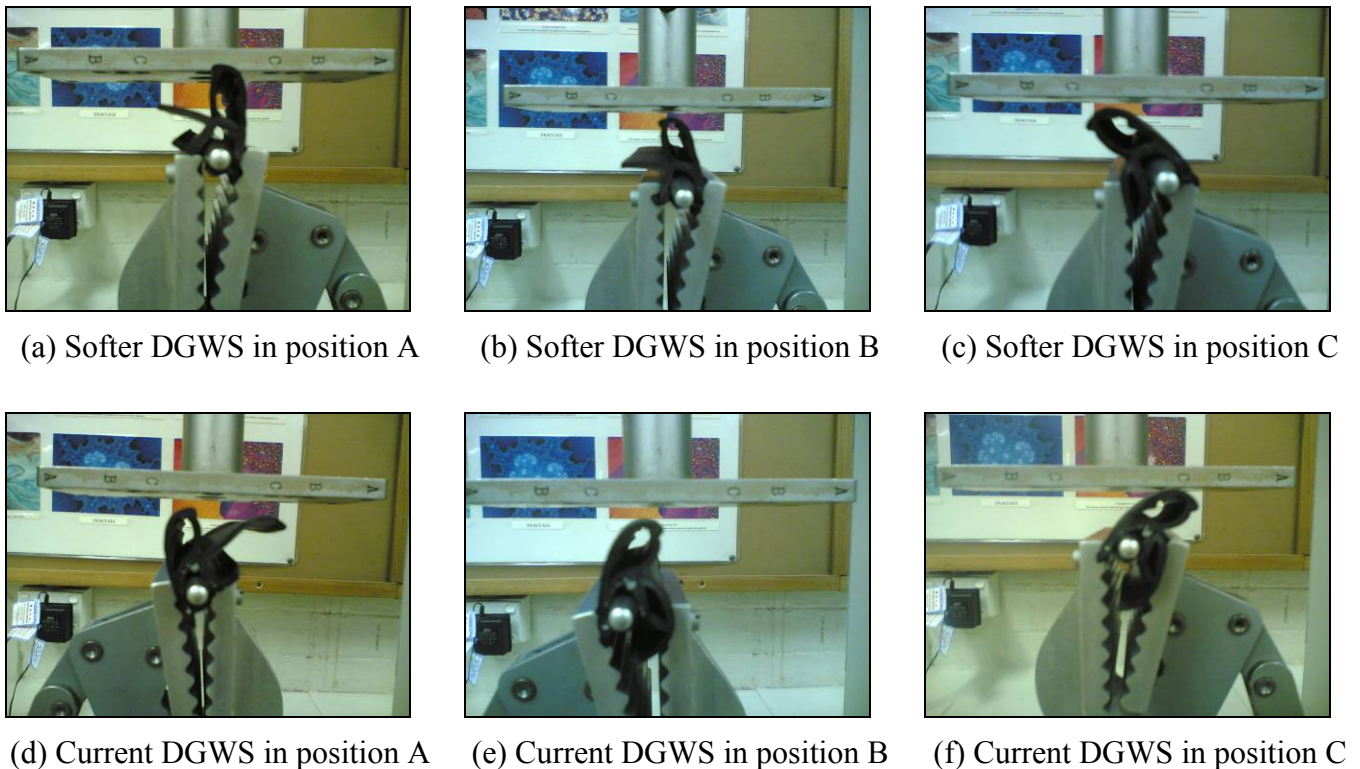 A B C C B A
A B C C B A
A B C C B A
FRACTALS
(a) Softer DGWS in position A
(b) Softer DGWS in position B
(c) Softer DGWS in position C
A B C C B A
A B C C B A
A B C C B A
(d) Current DGWS in position A
(e) Current DGWS in position B
(f) Current DGWS in position C